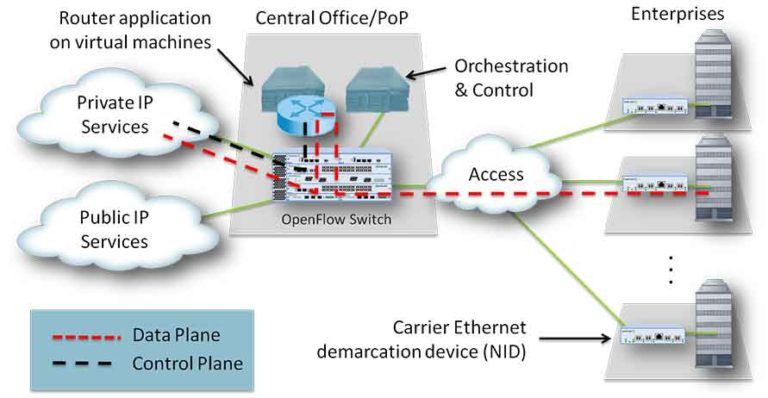 Router application
on virtual machines
Central Office/PoP
Enterprises
Orchestration
& Control
Private IP
Services
Access
OpenFlow Switch
Public IP
Services
Data Plane
Control Plane
Carrier Ethernet
demarcation device (NID)